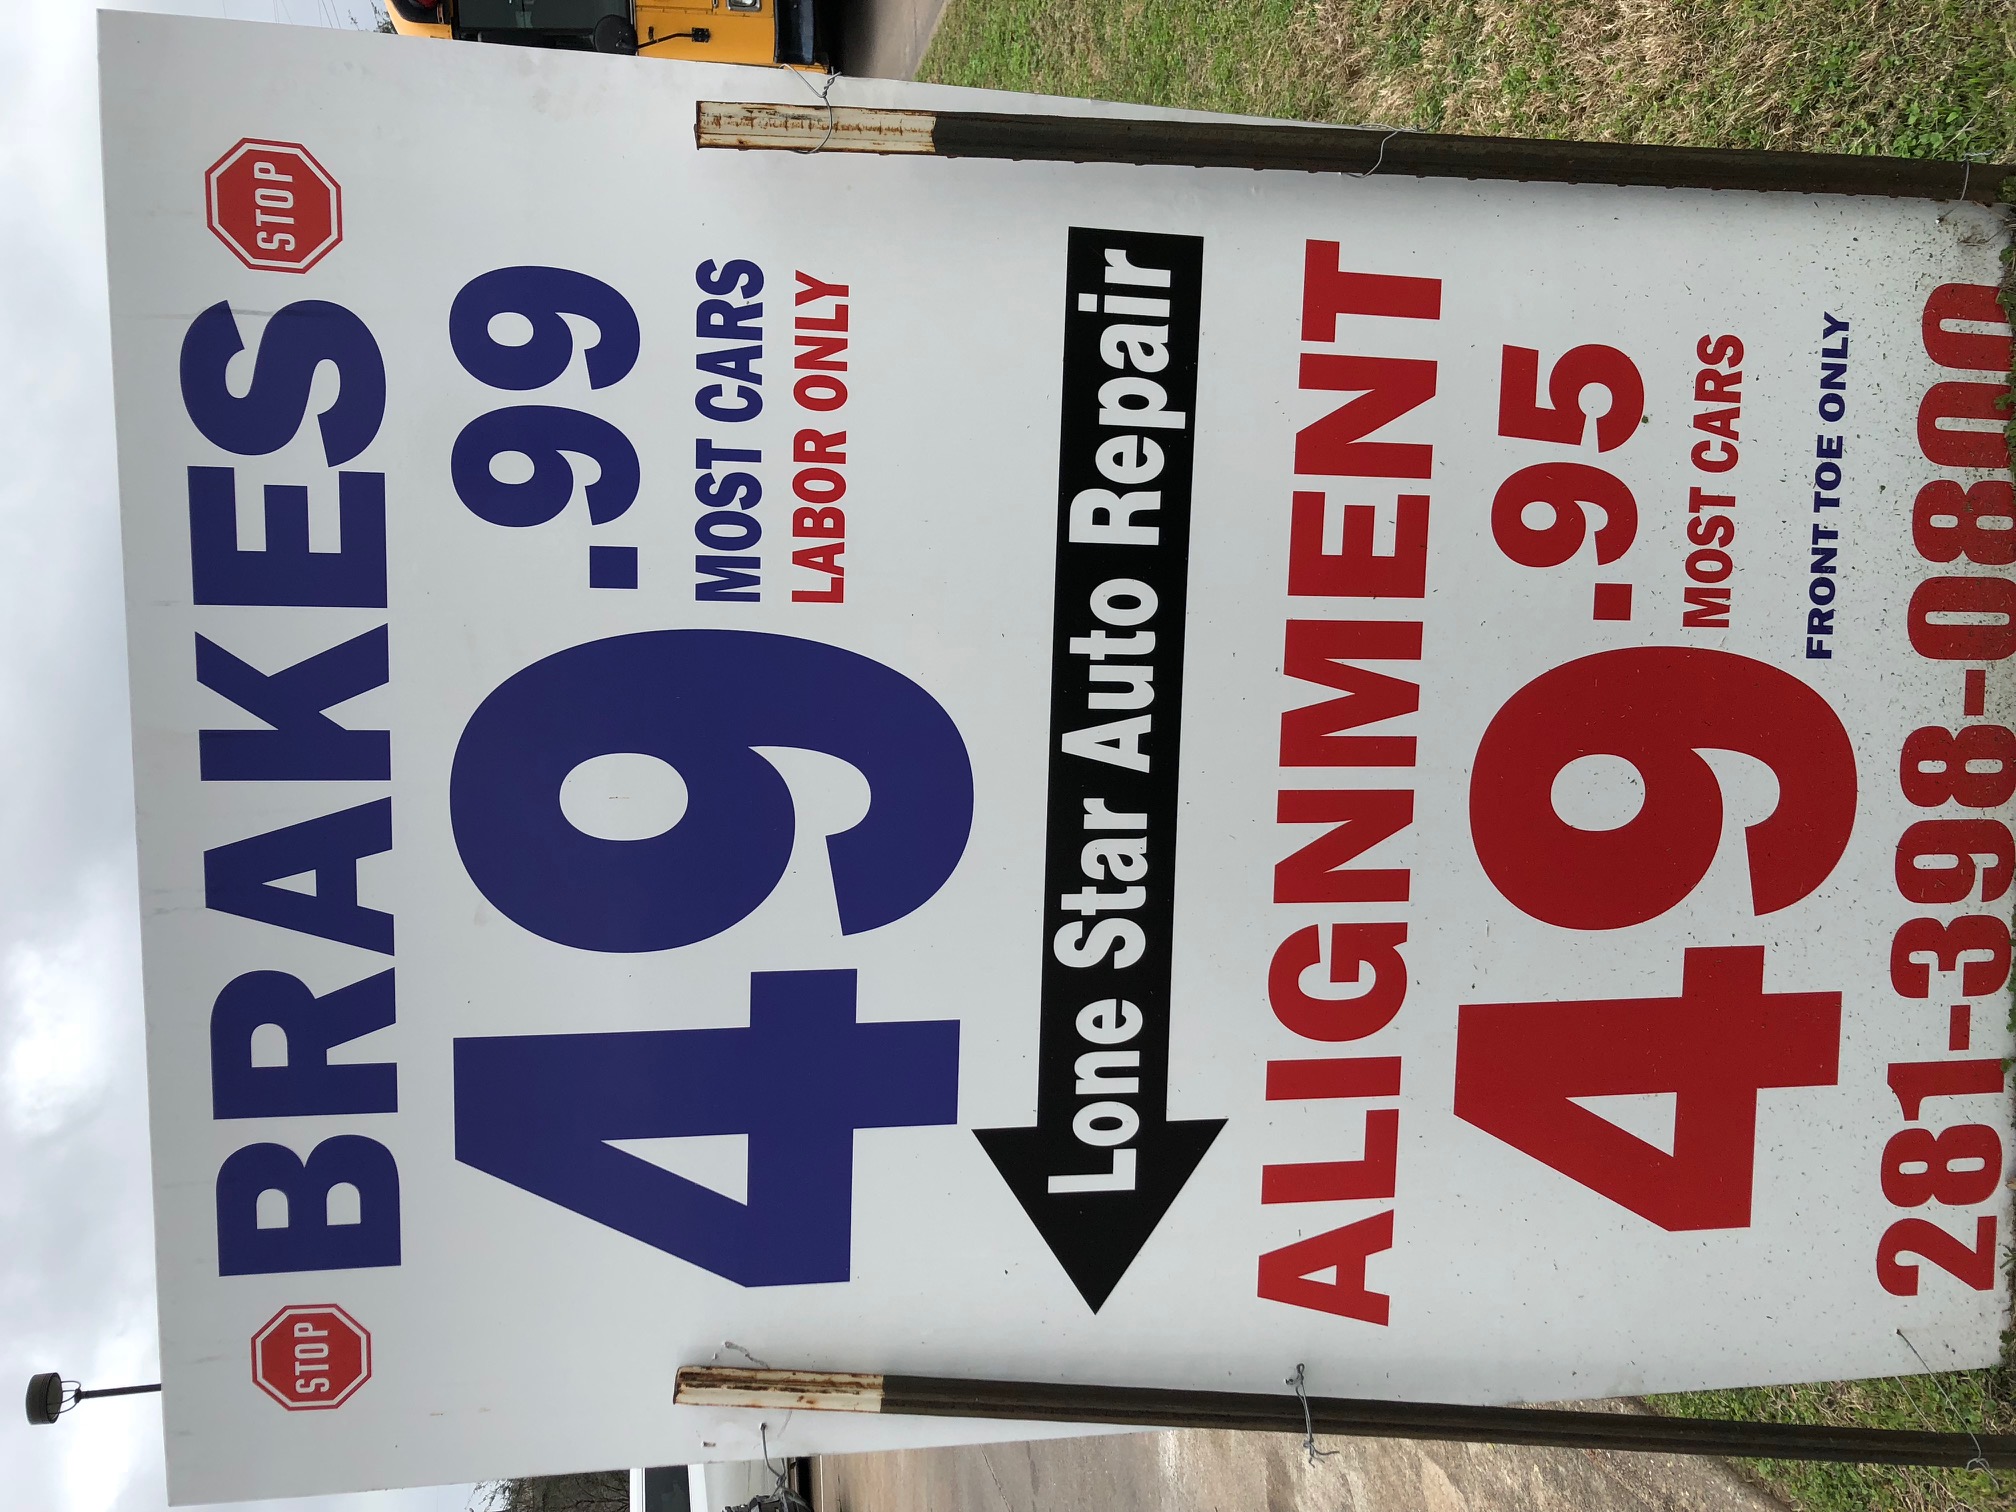 STOP BRAKES STOP
49.99
MOST CARS
LABOR ONLY
Lone Star Auto Repair
ALIGNMENT
49.95
MOST CARS
FRONT TOE ONLY
281-398-0800